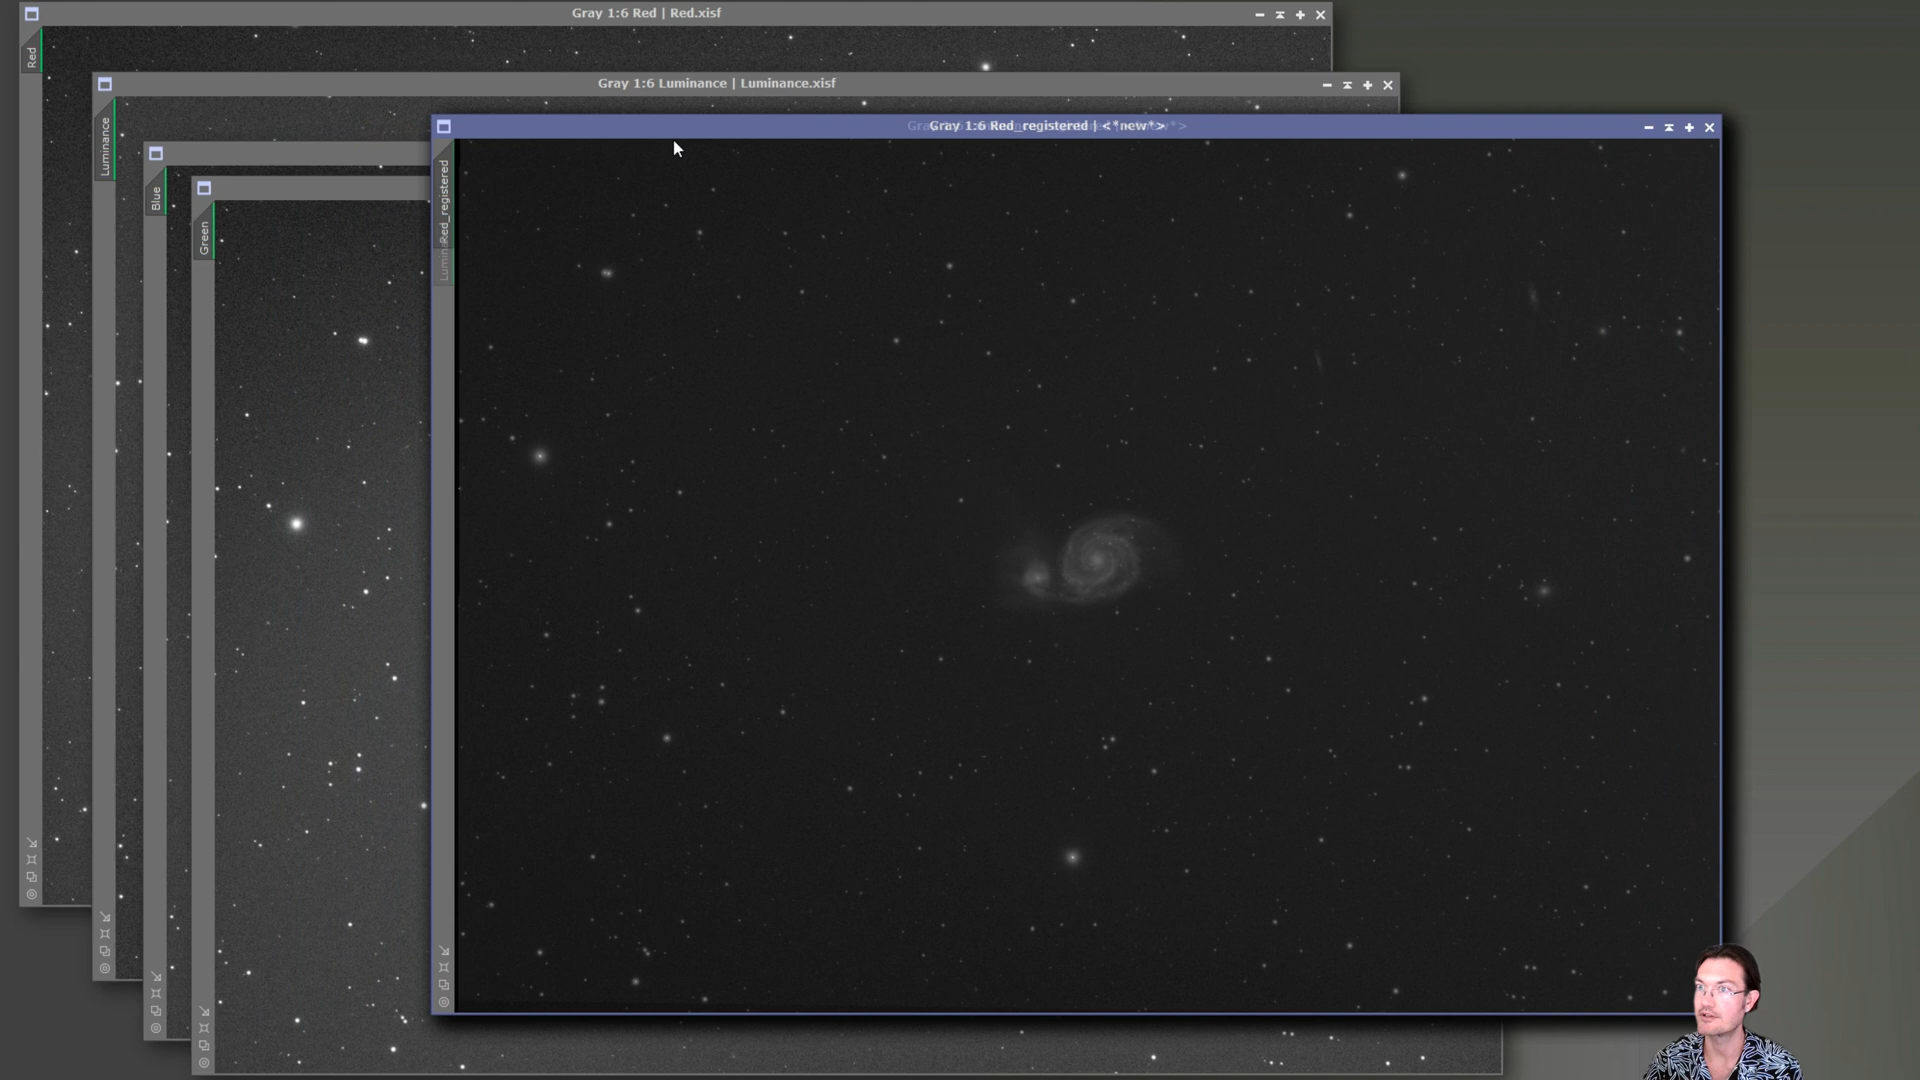 Gray 1:6 Red | Red.xisf
Red
Gray 1:6 Luminance | Luminance.xisf
Luminance
Gray 1:6 Red_registered | <*new*>
Red_registered
Blue
Green